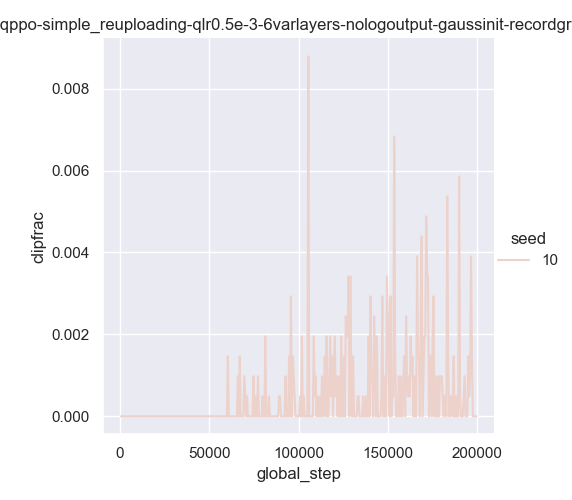 qppo-simple_reuploading-qlr0.5e-3-6varlayers-nologoutput-gaussinit-recordgr
0.008
0.006
0.004
0.002
0.000
clipfrac
0
50000
100000
150000
200000
global_step
seed
10